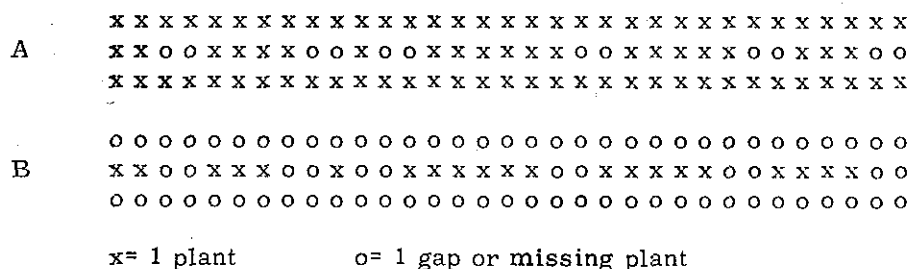 x x x x x x x x x x x x x x x x x x x x x x x x x x x x x x x x x
A x x o o x x x x o o x o o x x x x x x o o x x x x x o o x x x o o
x x x x x x x x x x x x x x x x x x x x x x x x x x x x x x x x x
o o o o o o o o o o o o o o o o o o o o o o o o o o o o o o o o o
B x x o o x x x o o x o o x x x x x x o o x x x x x o o x x x x o o
o o o o o o o o o o o o o o o o o o o o o o o o o o o o o o o o o
x= 1 plant o= 1 gap or missing plant